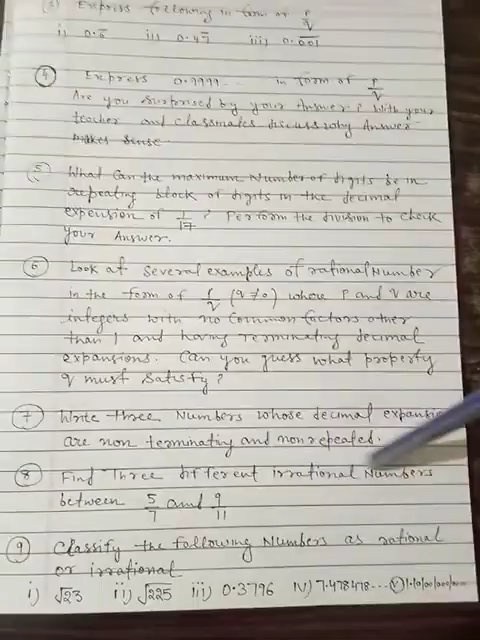 (3) Express following in form of p/q
i) 0.6̅ ii) 0.47̅ iii) 0.0̅0̅1̅
(4) Express 0.9999.. in form of p/q
Are you surprised by your answer? With your
teacher and classmates discuss why Answer
makes sense.
(5) What can the maximum Number of digits be in
repeating block of digits in the decimal
expension of 1/17? Perform the division to check
your Answer.
(6) Look at several examples of rational Number
in the form of p/q (q≠0) whose P and q are
integers with no common factors other
than 1 and having terminating decimal
expansions. Can you guess what property
q must satisfy?
(7) Write Three Numbers whose decimal expansi
are non terminating and non repeated.
(8) Find Three different irrational Numbers
between 5/7 and 9/11
(9) Classify the following Numbers as rational
or irrational
i) √23 ii) √225 iii) 0.3796 IV) 7.478478... (V)